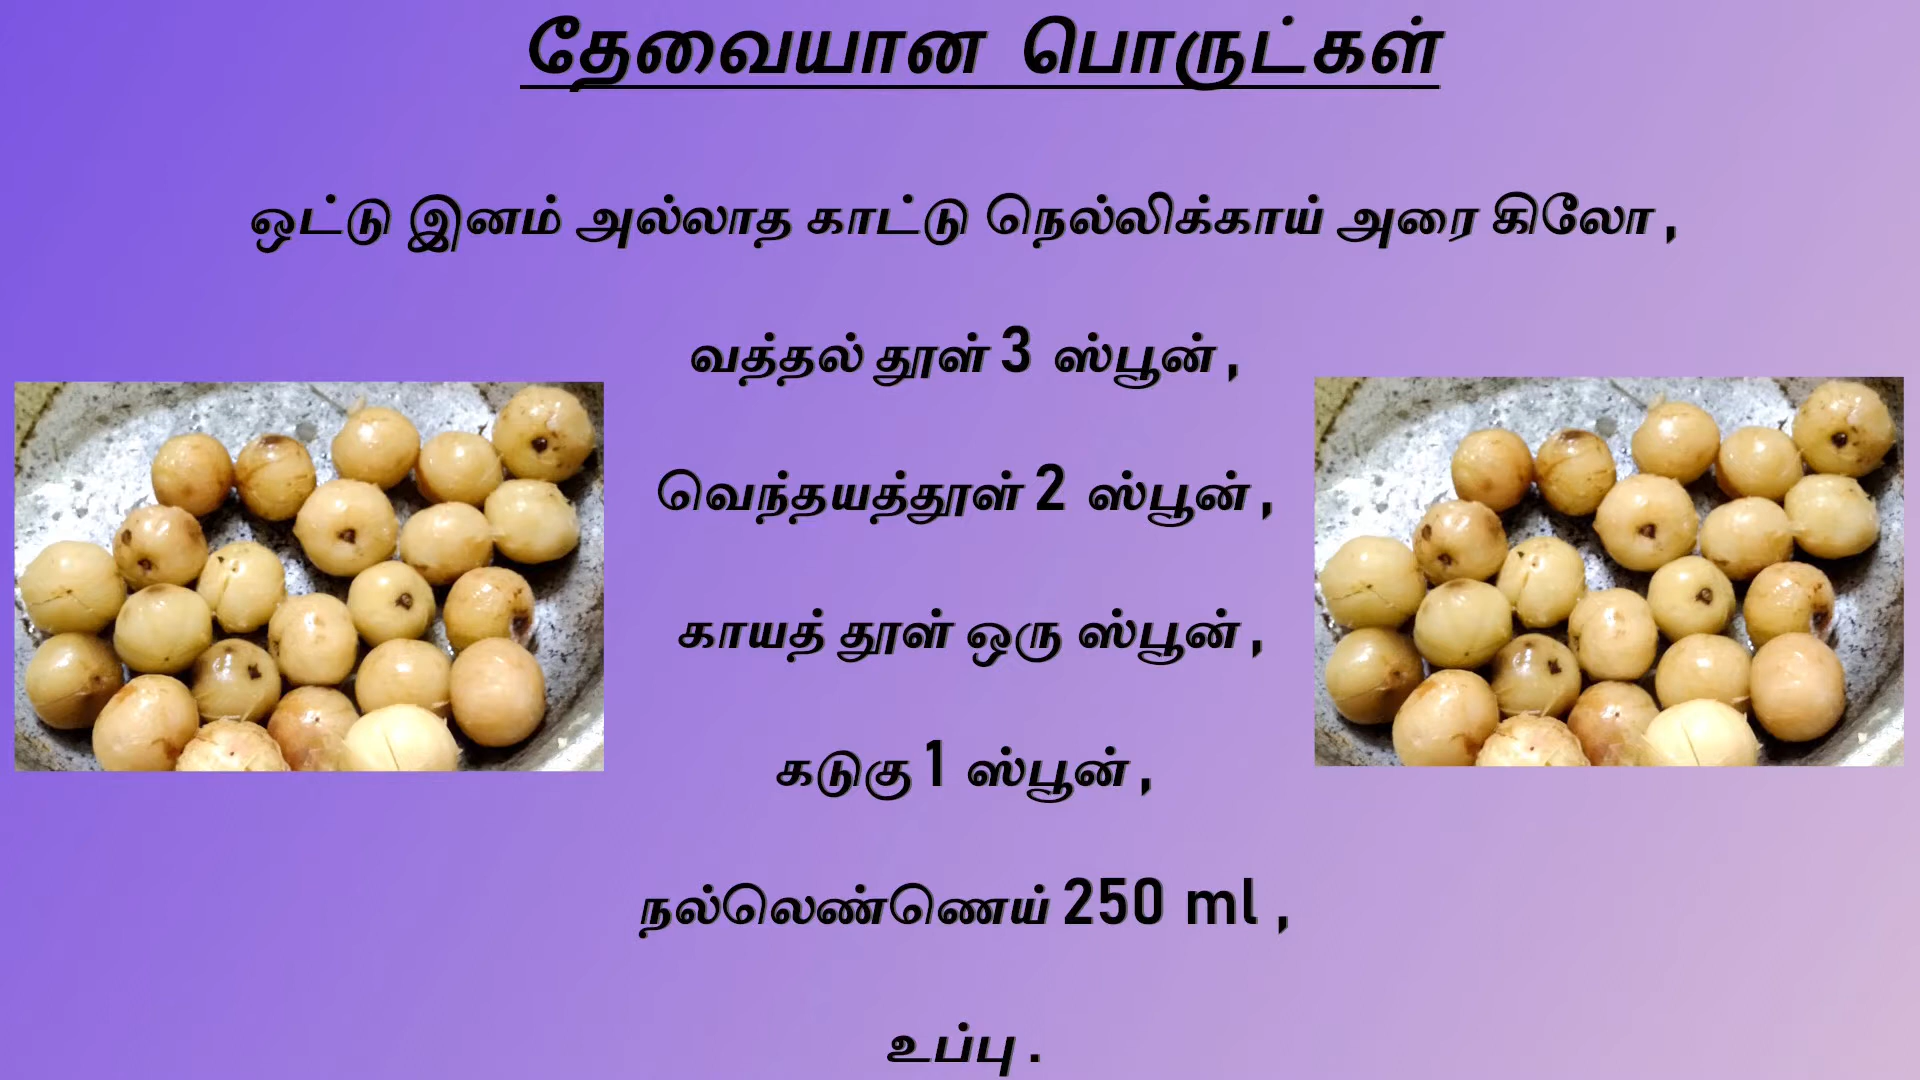 தேவையான பொருட்கள்
ஒட்டு இனம் அல்லாத காட்டு நெல்லிக்காய் அரை கிலோ ,
வத்தல் தூள் 3 ஸ்பூன் ,
வெந்தயத்தூள் 2 ஸ்பூன் ,
காயத் தூள் ஒரு ஸ்பூன் ,
கடுகு 1 ஸ்பூன் ,
நல்லெண்ணெய் 250 ml ,
உப்பு .